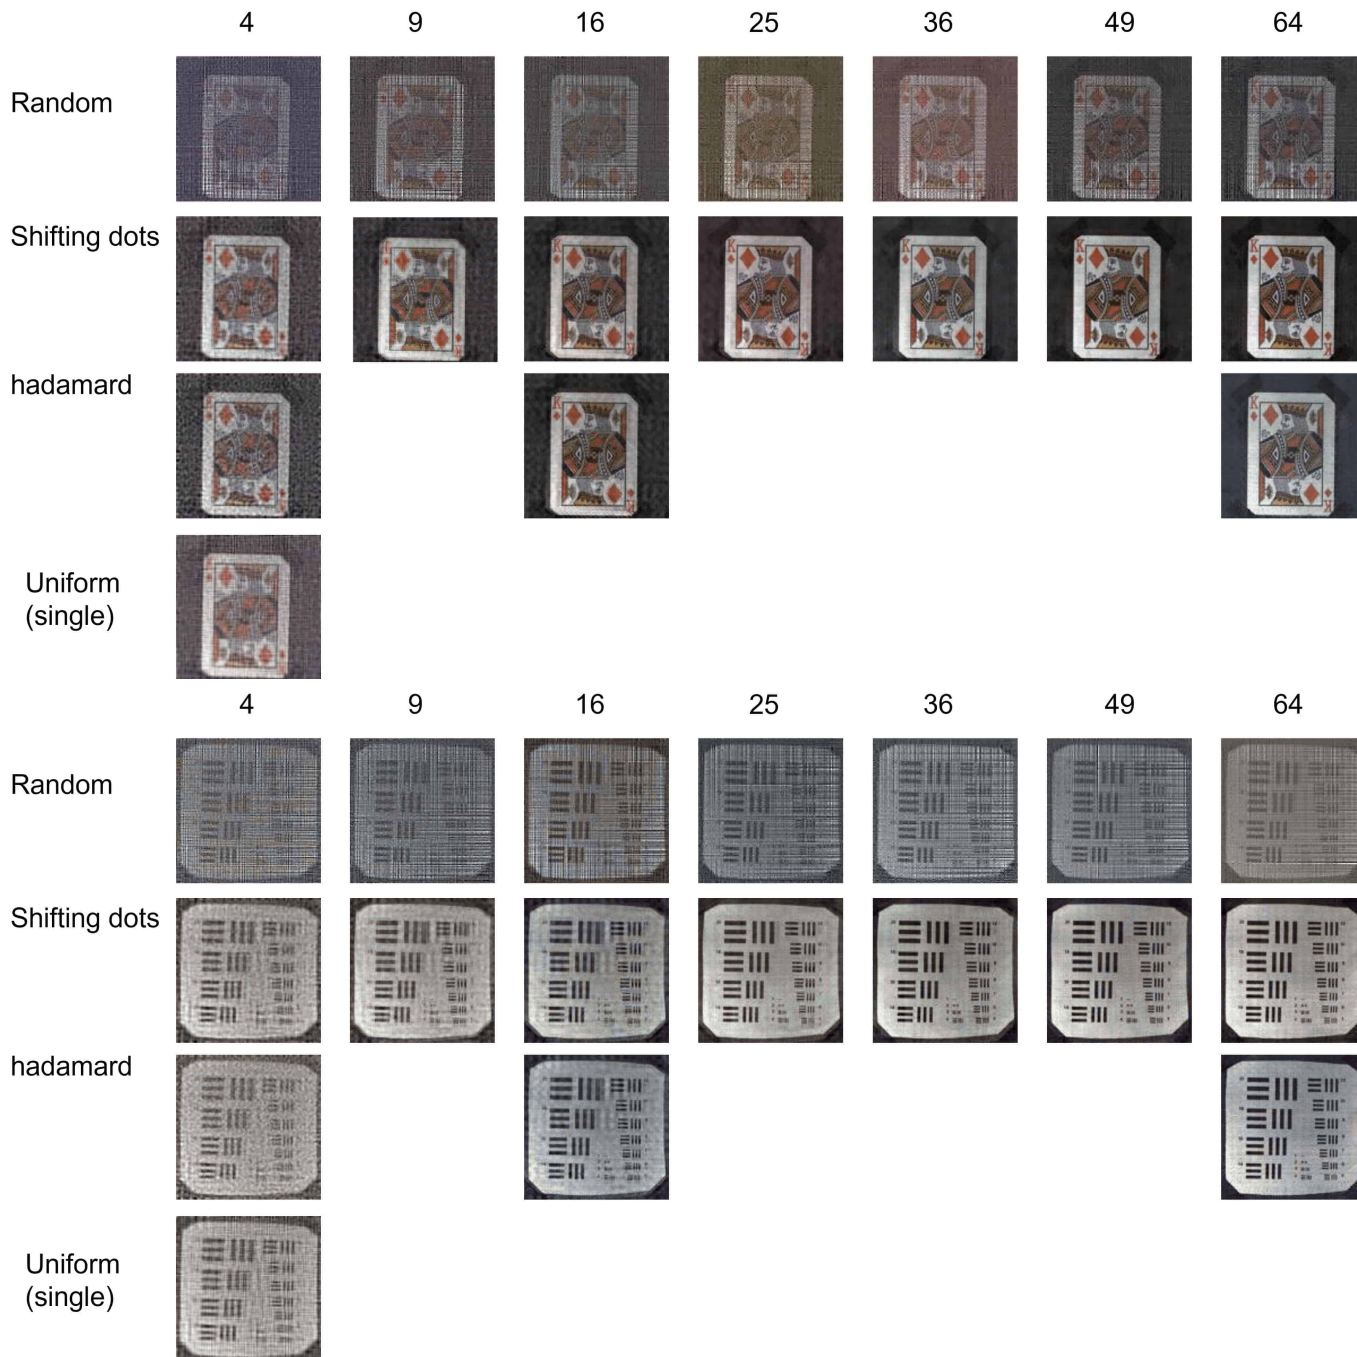 4 9 16 25 36 49 64
Random
Shifting dots
hadamard
Uniform
(single)
4 9 16 25 36 49 64
Random
Shifting dots
hadamard
Uniform
(single)